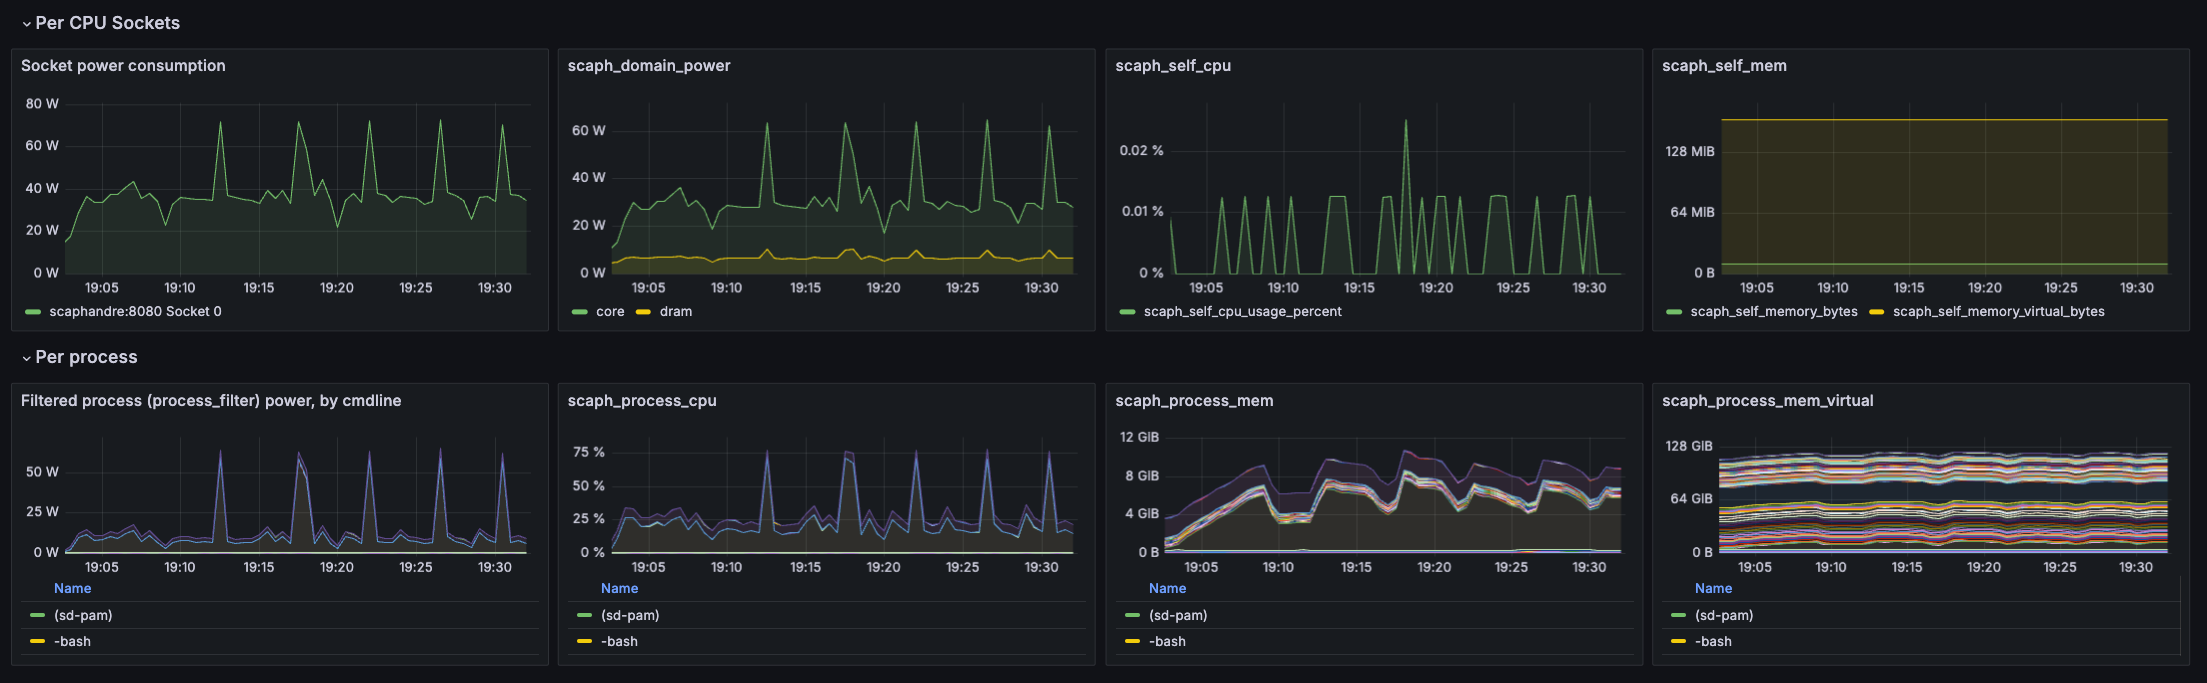 Per CPU Sockets
Socket power consumption
80 W
60 W
40 W
20 W
0 W
19:05 19:10 19:15 19:20 19:25 19:30
scaphandre:8080 Socket 0
scaph_domain_power
60 W
40 W
20 W
0 W
19:05 19:10 19:15 19:20 19:25 19:30
core dram
scaph_self_cpu
0.02 %
0.01 %
0 %
19:05 19:10 19:15 19:20 19:25 19:30
scaph_self_cpu_usage_percent
scaph_self_mem
128 MiB
64 MiB
0 B
19:05 19:10 19:15 19:20 19:25 19:30
scaph_self_memory_bytes scaph_self_memory_virtual_bytes
Per process
Filtered process (process_filter) power, by cmdline
50 W
25 W
0 W
19:05 19:10 19:15 19:20 19:25 19:30
Name
(sd-pam)
-bash
scaph_process_cpu
75 %
50 %
25 %
0 %
19:05 19:10 19:15 19:20 19:25 19:30
Name
(sd-pam)
-bash
scaph_process_mem
12 GiB
8 GiB
4 GiB
0 B
19:05 19:10 19:15 19:20 19:25 19:30
Name
(sd-pam)
-bash
scaph_process_mem_virtual
128 GiB
64 GiB
0 B
19:05 19:10 19:15 19:20 19:25 19:30
Name
(sd-pam)
-bash